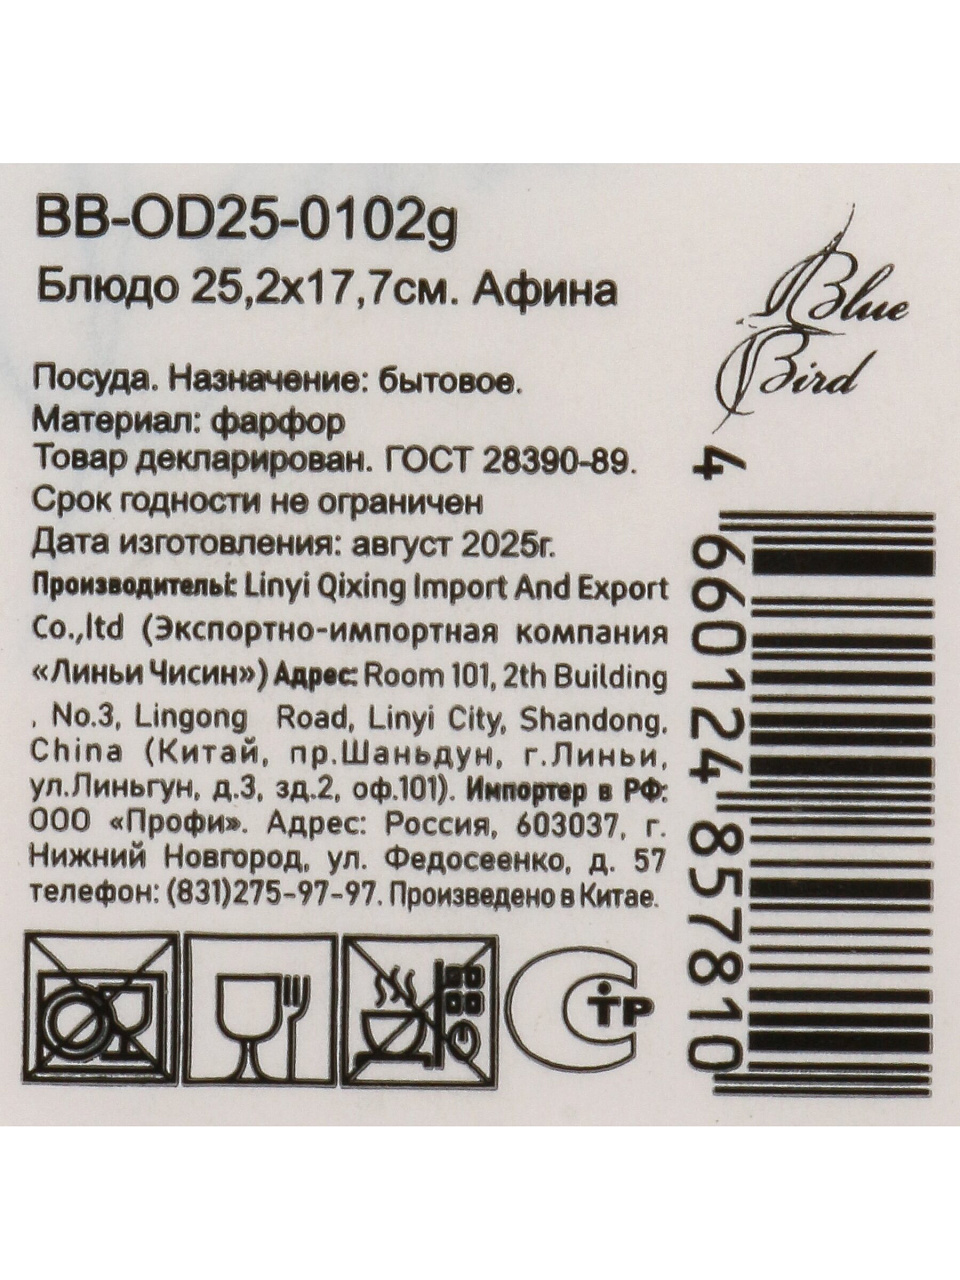 BB-OD25-0102g
Блюдо 25,2х17,7см. Афина
Blue
Bird
Посуда. Назначение: бытовое.
Материал: фарфор
Товар декларирован. ГОСТ 28390-89.
Срок годности не ограничен
Дата изготовления: август 2025г.
Производитель: Linyi Qixing Import And Export
Co.,ltd (Экспортно-импортная компания
«Линьи Чисин») Адрес: Room 101, 2th Building
, No.3, Lingong Road, Linyi City, Shandong,
China (Китай, пр.Шаньдун, г.Линьи,
ул.Линьгун, д.3, зд.2, оф.101). Импортер в РФ:
ООО «Профи». Адрес: Россия, 603037, г.
Нижний Новгород, ул. Федосеенко, д. 57
телефон: (831)275-97-97. Произведено в Китае.
СТР
4 660124 857810